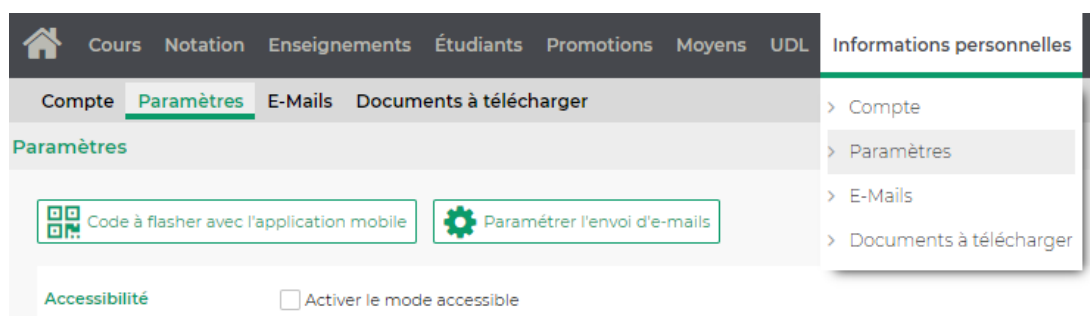 Cours Notation Enseignements Étudiants Promotions Moyens UDL Informations personnelles
Compte Paramètres E-Mails Documents à télécharger
Paramètres
> Compte
> Paramètres
> E-Mails
> Documents à télécharger
Code à flasher avec l'application mobile
Paramétrer l'envoi d'e-mails
Accessibilité
Activer le mode accessible